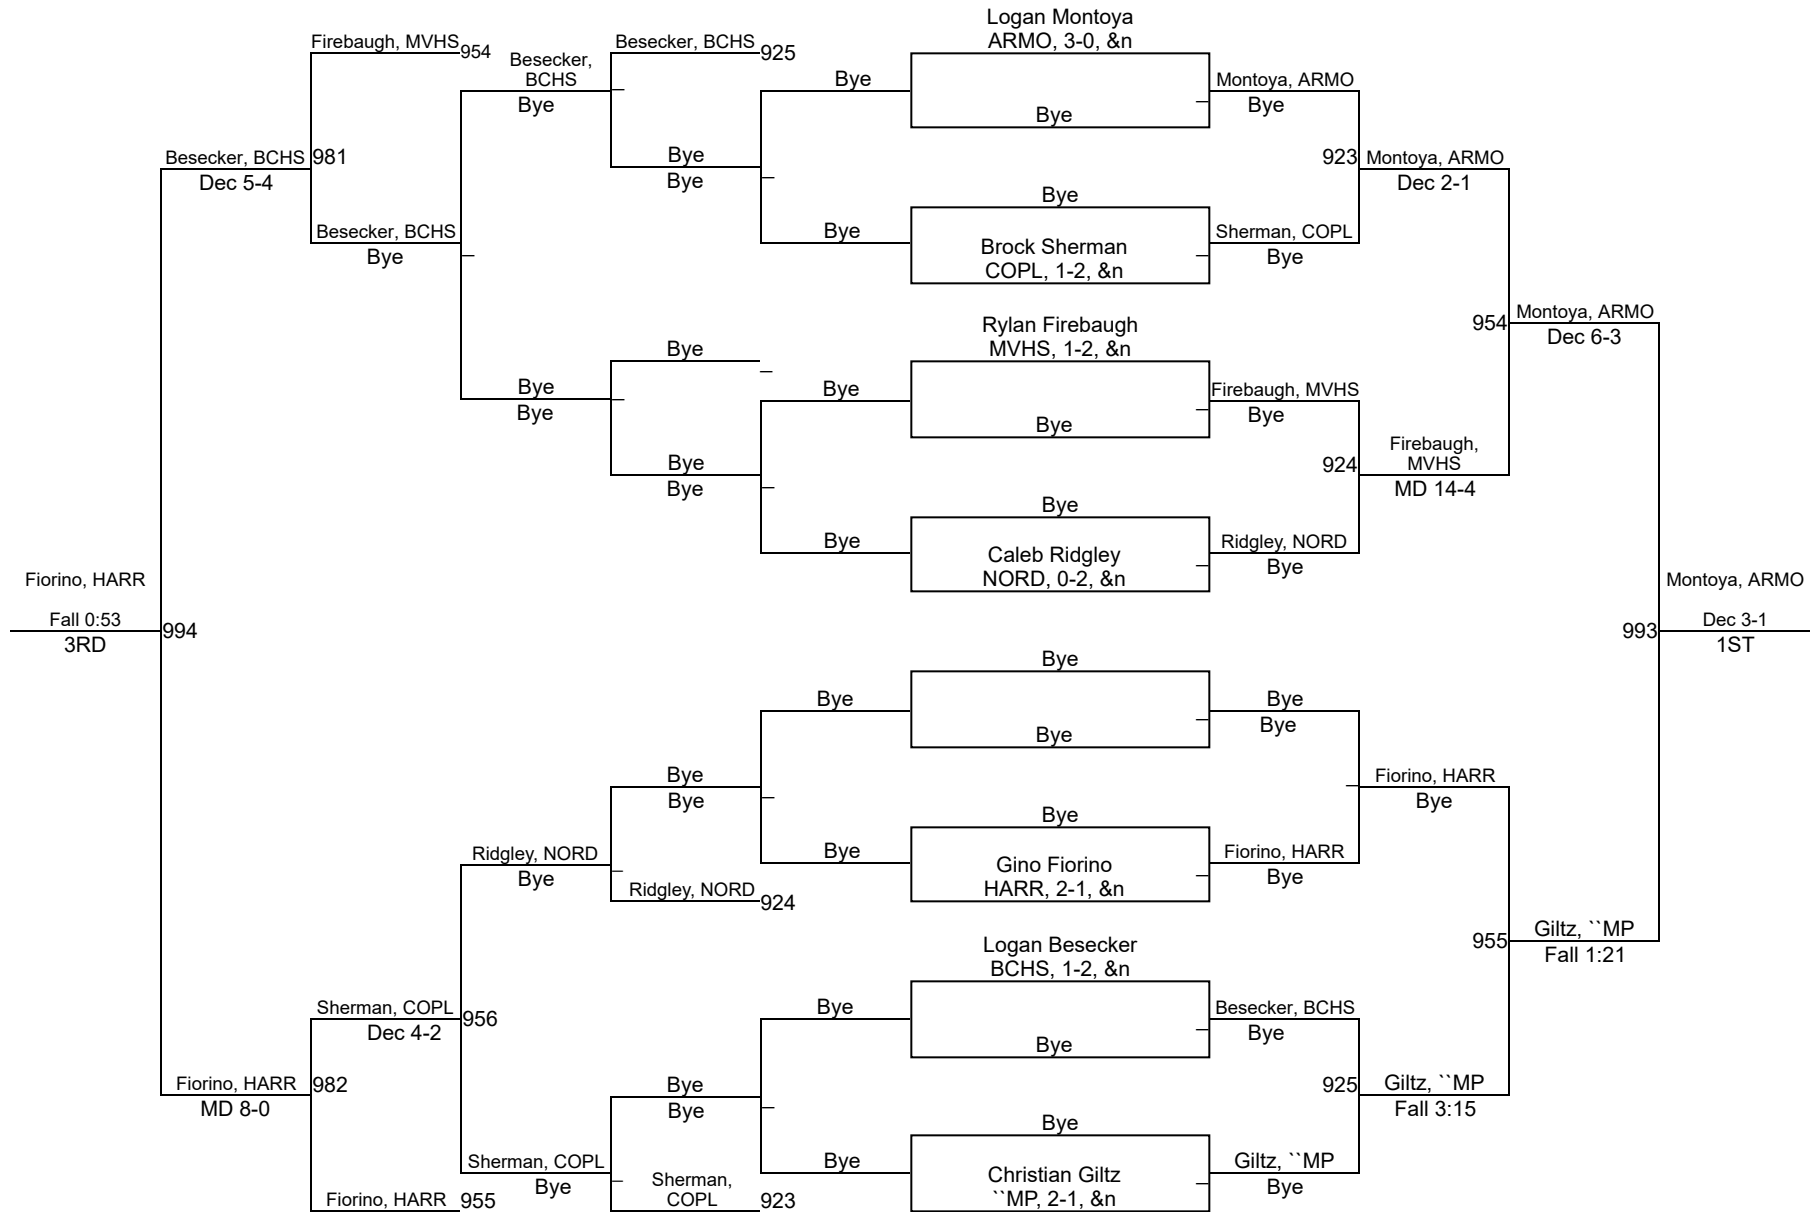 Logan Montoya
ARMO, 3-0, &n
Firebaugh, MVHS
954
Besecker, BCHS
925
Besecker,
BCHS
Bye
Bye
Montoya, ARMO
Bye
Bye
Besecker, BCHS
981
Dec 5-4
Bye
Bye
923
Montoya, ARMO
Dec 2-1
Bye
Besecker, BCHS
Bye
Bye
Brock Sherman
COPL, 1-2, &n
Sherman, COPL
Bye
Rylan Firebaugh
MVHS, 1-2, &n
954
Montoya, ARMO
Dec 6-3
Bye
Bye
Bye
Bye
Bye
Firebaugh, MVHS
Bye
Bye
Bye
924
Firebaugh,
MVHS
MD 14-4
Bye
Bye
Caleb Ridgley
NORD, 0-2, &n
Ridgley, NORD
Bye
Fiorino, HARR
Fall 0:53
3RD
994
993
Montoya, ARMO
Dec 3-1
1ST
Bye
Bye
Bye
Bye
Bye
Bye
Bye
Fiorino, HARR
Bye
Bye
Ridgley, NORD
Bye
Bye
Gino Fiorino
HARR, 2-1, &n
Fiorino, HARR
Bye
Ridgley, NORD
924
Logan Besecker
BCHS, 1-2, &n
955
Giltz, ``MP
Fall 1:21
Sherman, COPL
956
Dec 4-2
Bye
Bye
Besecker, BCHS
Bye
Fiorino, HARR
982
MD 8-0
Bye
Bye
925
Giltz, ``MP
Fall 3:15
Bye
Sherman, COPL
Bye
Bye
Christian Giltz
``MP, 2-1, &n
Giltz, ``MP
Bye
Fiorino, HARR
955
Sherman,
COPL
923